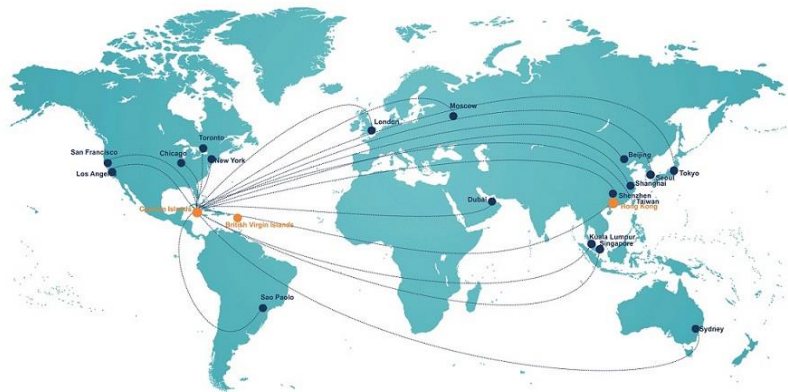 Moscow
London
Toronto
San Francisco
Chicago
New York
Los Angel
Beijing
Seoul
Tokyo
Shanghai
Dubai
Shenzhen
Taiwan
Hong Kong
Cayman Islands
British Virgin Islands
Kuala Lumpur
Singapore
Sao Paolo
Sydney